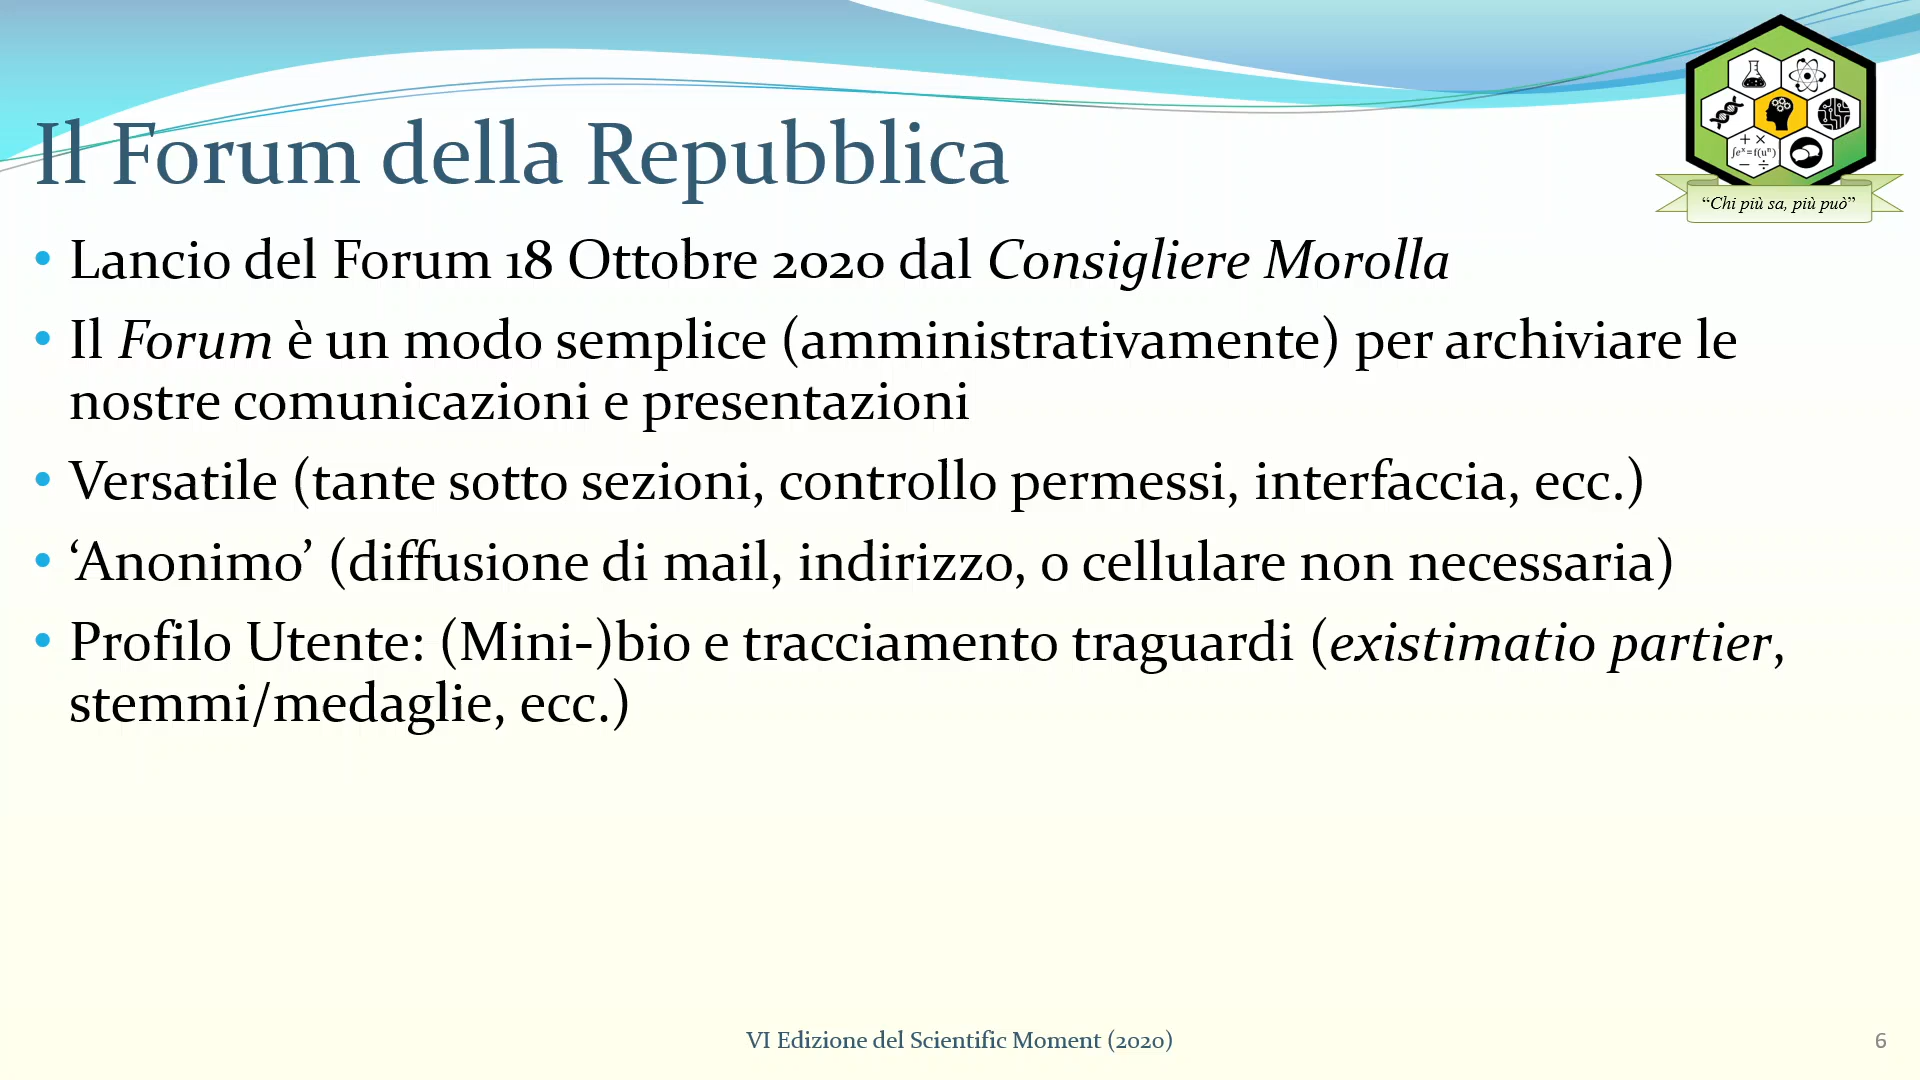 Il Forum della Repubblica
+ ×
∫eˣ=f(uⁿ)
− ÷
“Chi più sa, più può”
• Lancio del Forum 18 Ottobre 2020 dal Consigliere Morolla
• Il Forum è un modo semplice (amministrativamente) per archiviare le
nostre comunicazioni e presentazioni
• Versatile (tante sotto sezioni, controllo permessi, interfaccia, ecc.)
• ‘Anonimo’ (diffusione di mail, indirizzo, o cellulare non necessaria)
• Profilo Utente: (Mini-)bio e tracciamento traguardi (existimatio partier,
stemmi/medaglie, ecc.)
VI Edizione del Scientific Moment (2020)
6